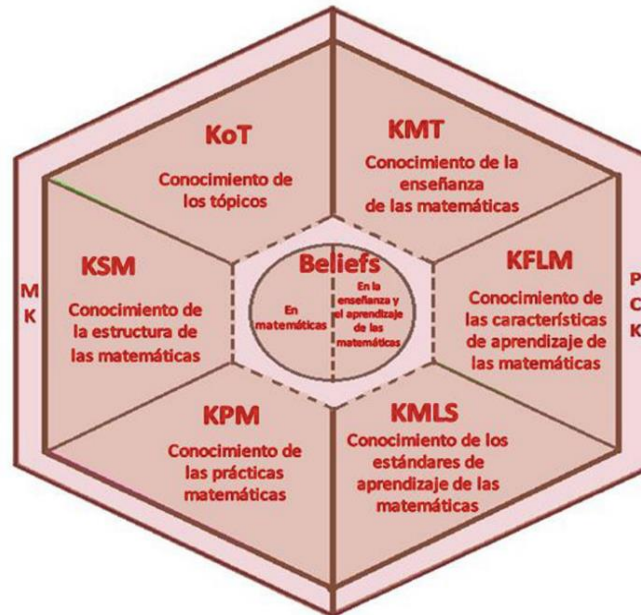 KoT
Conocimiento de
los tópicos
KMT
Conocimiento de la
enseñanza
de las matemáticas
MK
KSM
Conocimiento de
la estructura de
las matemáticas
Beliefs
En
matemáticas
En la
enseñanza y
el aprendizaje
de las
matemáticas
KFLM
Conocimiento de
las características
de aprendizaje de
las matemáticas
PCK
KPM
Conocimiento de
las prácticas
matemáticas
KMLS
Conocimiento de los
estándares de
aprendizaje de las
matemáticas